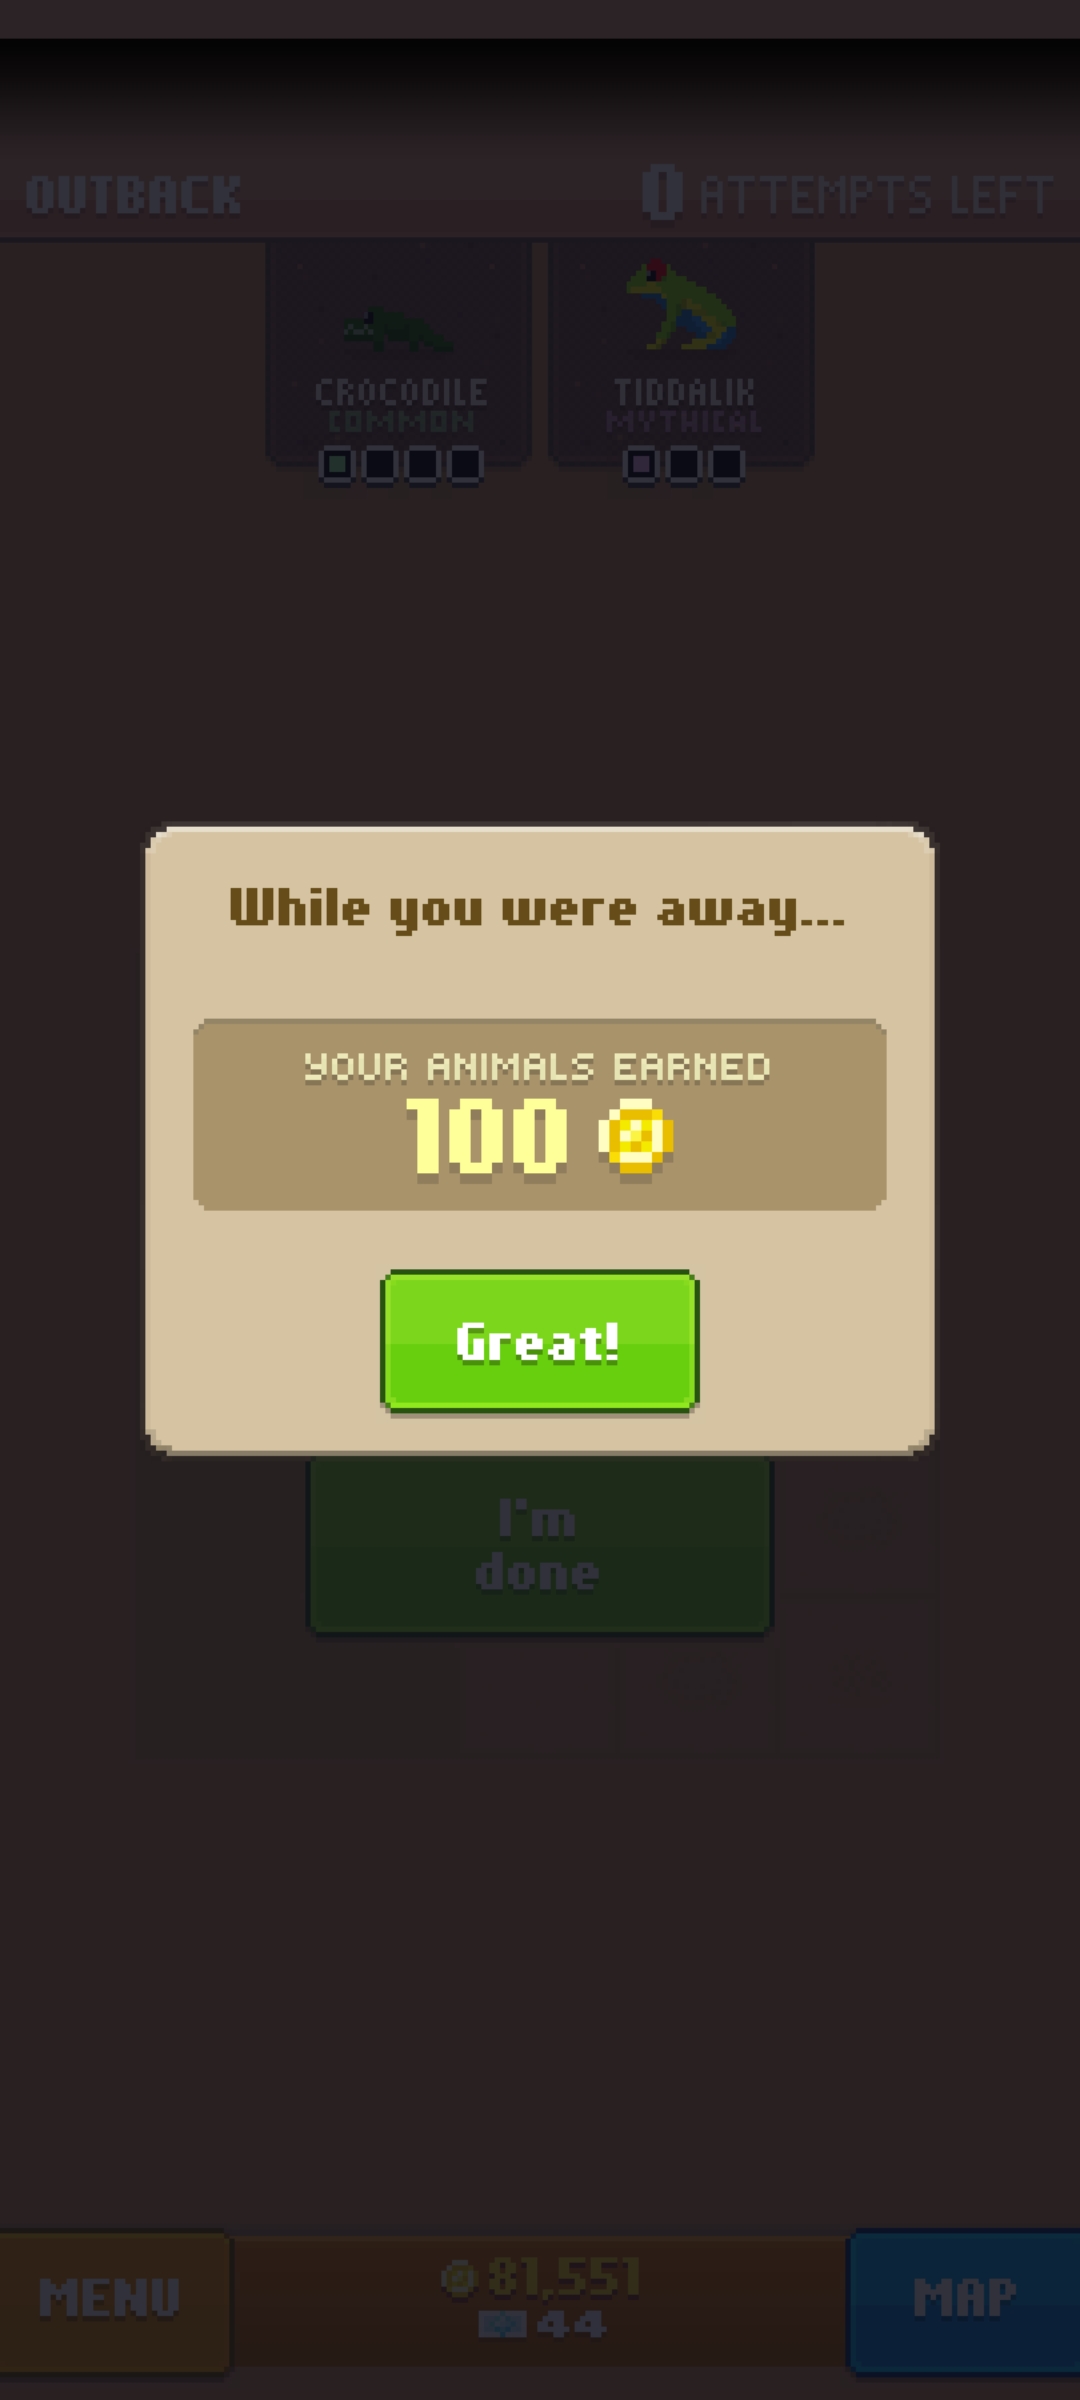 OUTBACK
0 ATTEMPTS LEFT
CROCODILE
COMMON
TIDDALIK
MYTHICAL
While you were away...
YOUR ANIMALS EARNED
100
Great!
I'm
done
MENU
81,551
44
MAP